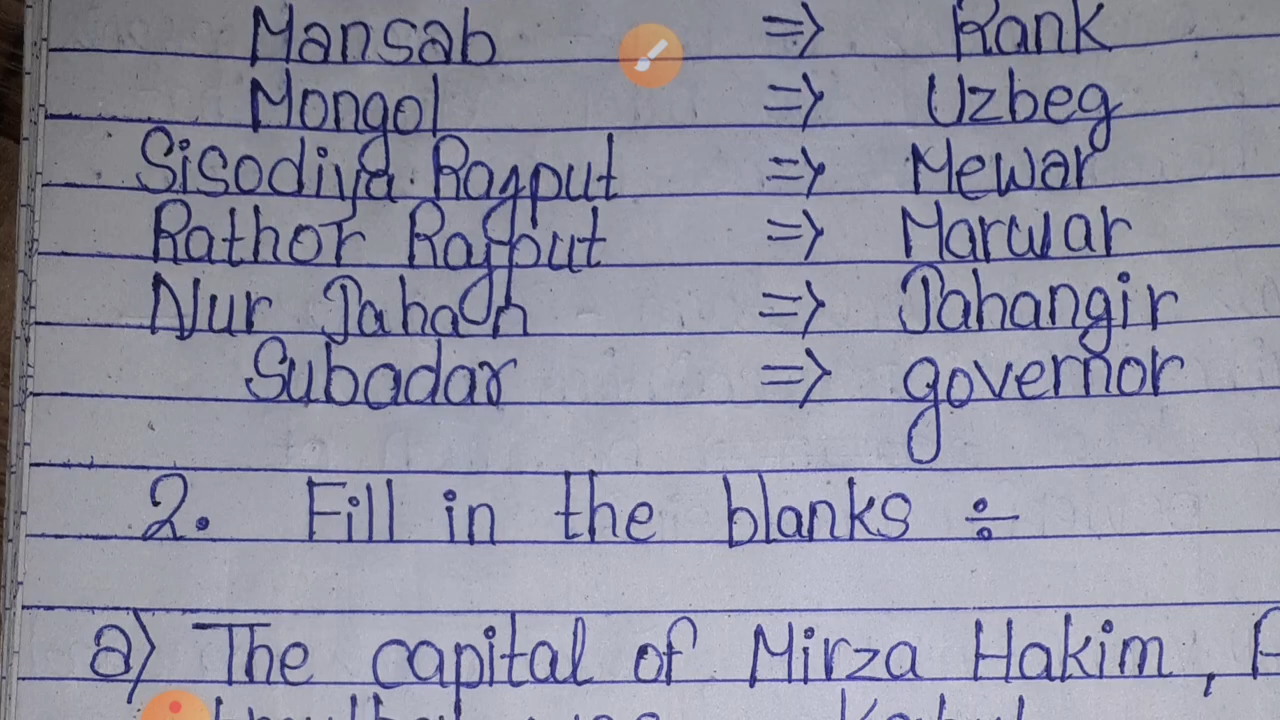 Mansab => Rank
Mongol => Uzbeg
Sisodiya Rajput => Mewar
Rathor Rajput => Marwar
Nur Jahan => Jahangir
Subadar => governor
2. Fill in the blanks ÷
a) The capital of Mirza Hakim,